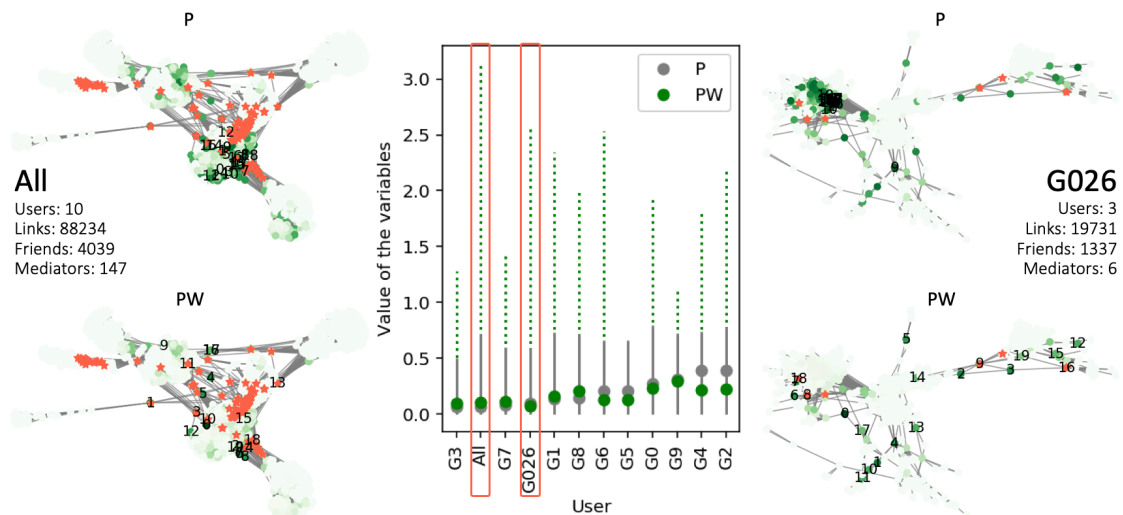 P
All
Users: 10
Links: 88234
Friends: 4039
Mediators: 147
12
18
7
PW
9
11
4
5
1
3
10
12
13
15
18
Value of the variables
3.0
2.5
2.0
1.5
1.0
0.5
0.0
P
PW
G3
All
G7
G026
G1
G8
G6
G5
G0
G9
G4
G2
User
P
G026
Users: 3
Links: 19731
Friends: 1337
Mediators: 6
PW
5
12
19
15
9
16
3
2
14
18
6
8
0
17
13
4
1
10
11